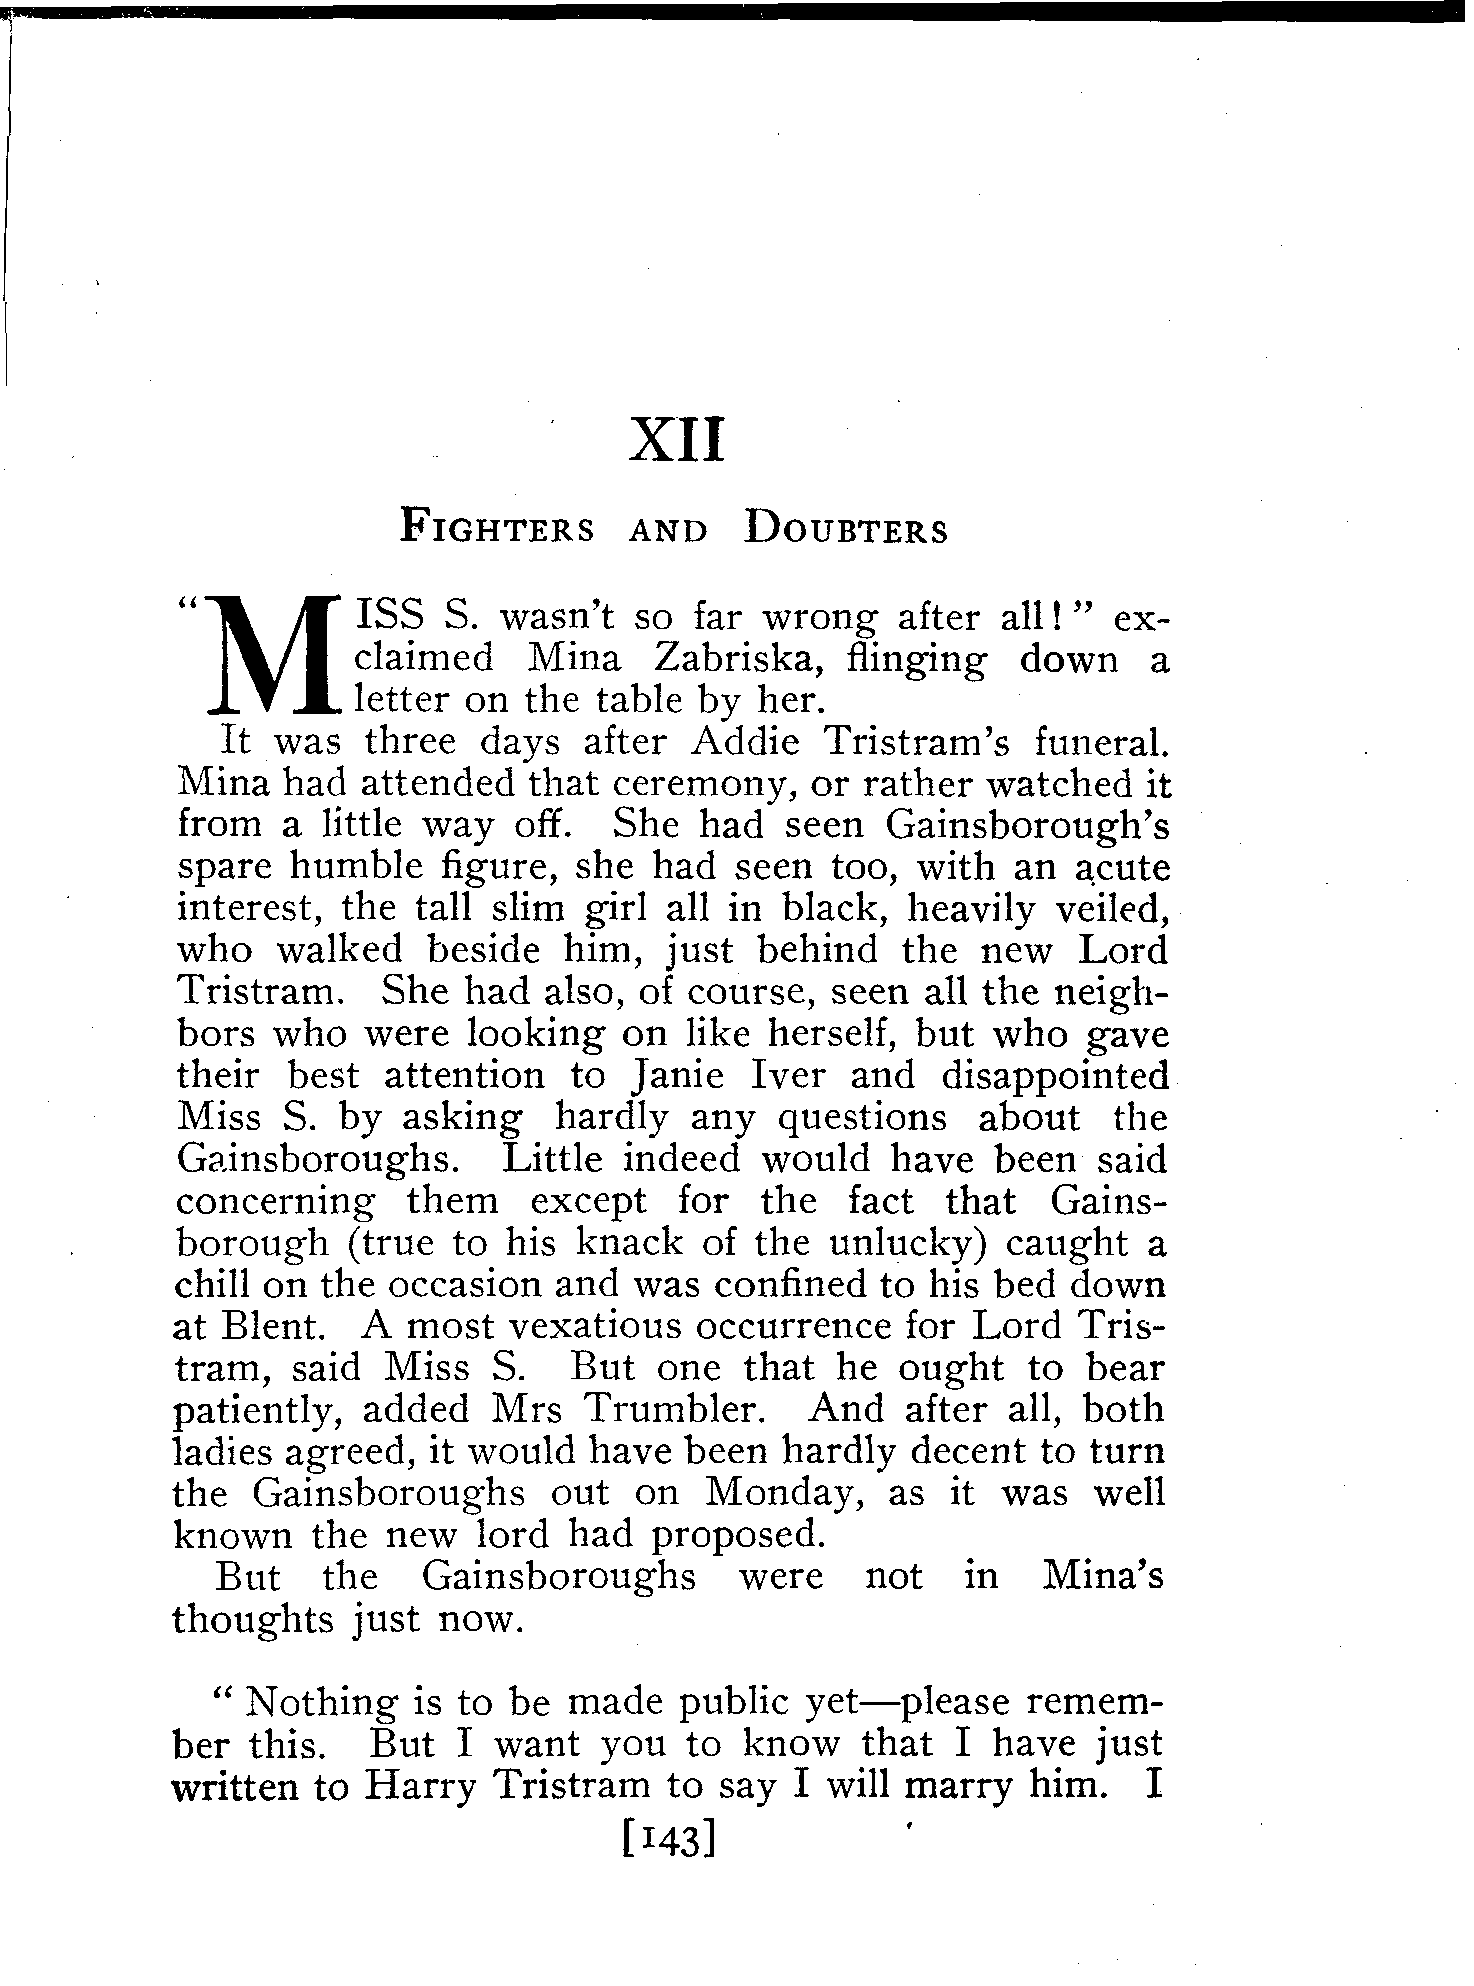 XII
Fighters and Doubters
“MISS S. wasn't so far wrong after all!” ex-
claimed Mina Zabriska, flinging down a
letter on the table by her.
It was three days after Addie Tristram's funeral.
Mina had attended that ceremony, or rather watched it
from a little way off. She had seen Gainsborough's
spare humble figure, she had seen too, with an acute
interest, the tall slim girl all in black, heavily veiled,
who walked beside him, just behind the new Lord
Tristram. She had also, of course, seen all the neigh-
bors who were looking on like herself, but who gave
their best attention to Janie Iver and disappointed
Miss S. by asking hardly any questions about the
Gainsboroughs. Little indeed would have been said
concerning them except for the fact that Gains-
borough (true to his knack of the unlucky) caught a
chill on the occasion and was confined to his bed down
at Blent. A most vexatious occurrence for Lord Tris-
tram, said Miss S. But one that he ought to bear
patiently, added Mrs Trumbler. And after all, both
ladies agreed, it would have been hardly decent to turn
the Gainsboroughs out on Monday, as it was well
known the new lord had proposed.
But the Gainsboroughs were not in Mina's
thoughts just now.
“Nothing is to be made public yet—please remem-
ber this. But I want you to know that I have just
written to Harry Tristram to say I will marry him. I
[143]